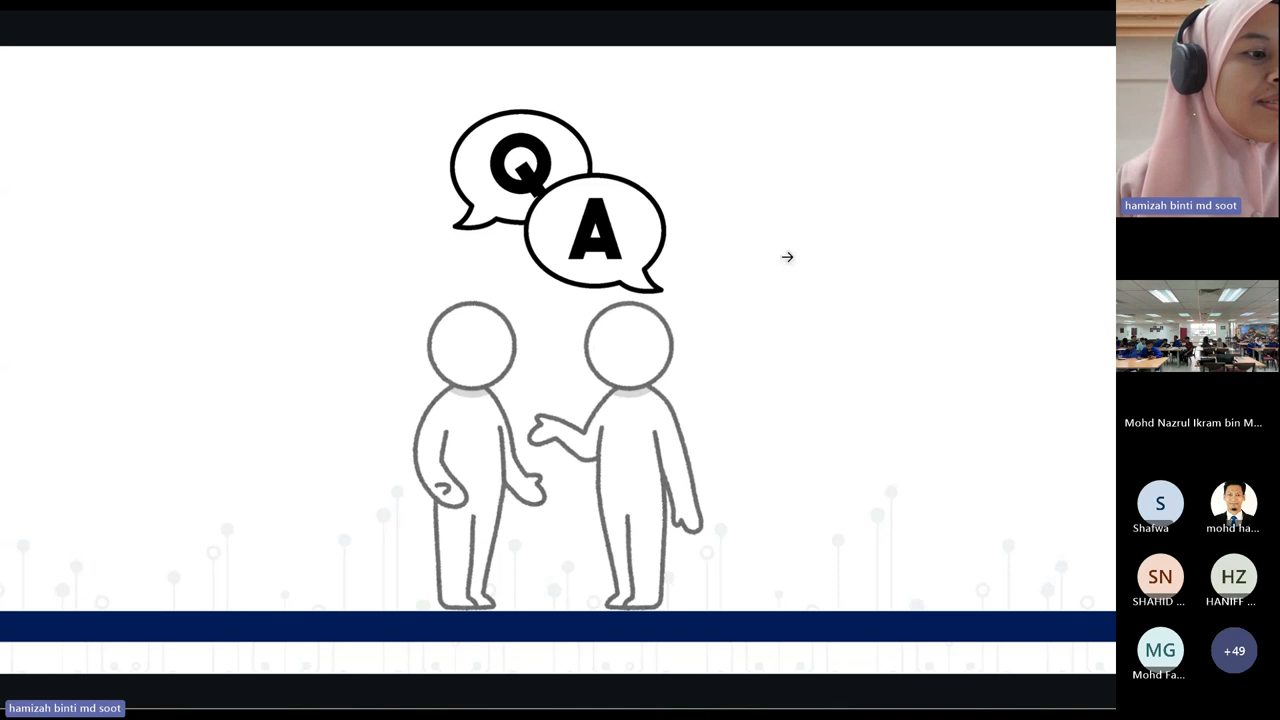 Q
A
hamizah binti md soot
Mohd Nazrul Ikram bin M...
S
Shafwa
mohd ha...
SN
SHAHID ...
HZ
HANIFF ...
MG
Mohd Fa...
+49
hamizah binti md soot